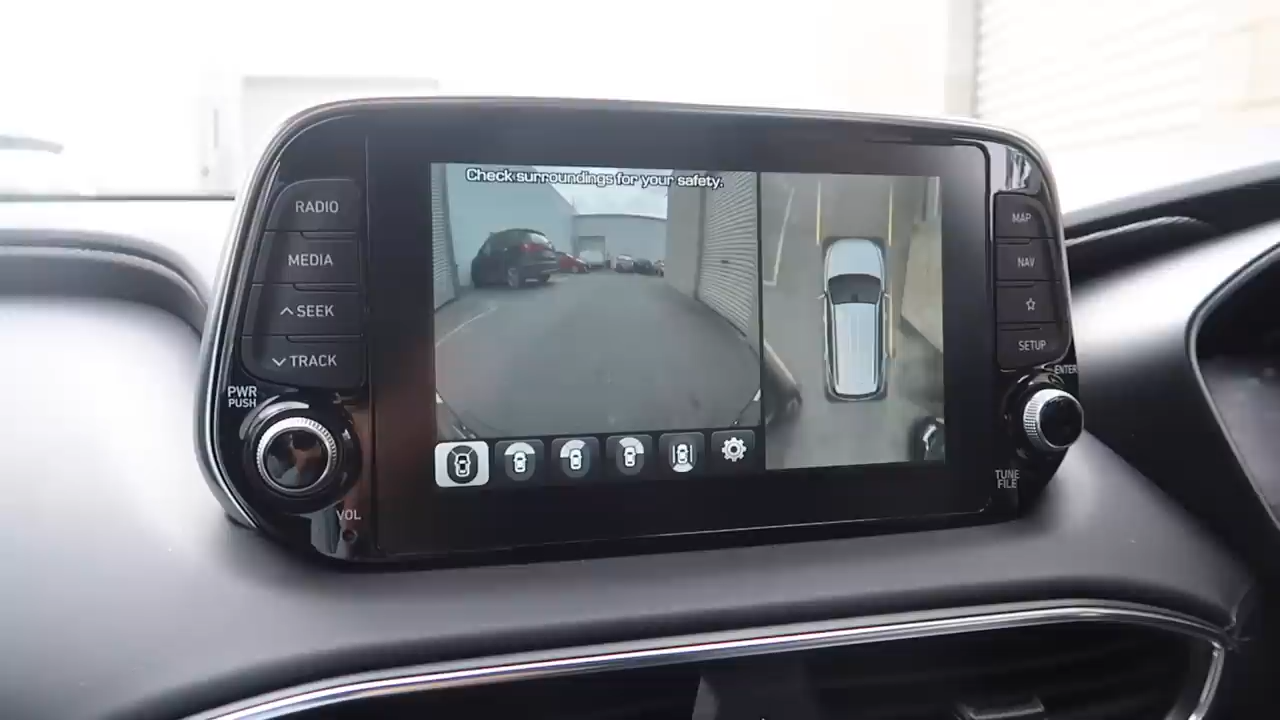 Check surroundings for your safety.
RADIO
MEDIA
SEEK
TRACK
PWR
PUSH
VOL
MAP
NAV
SETUP
ENTER
TUNE
FILE